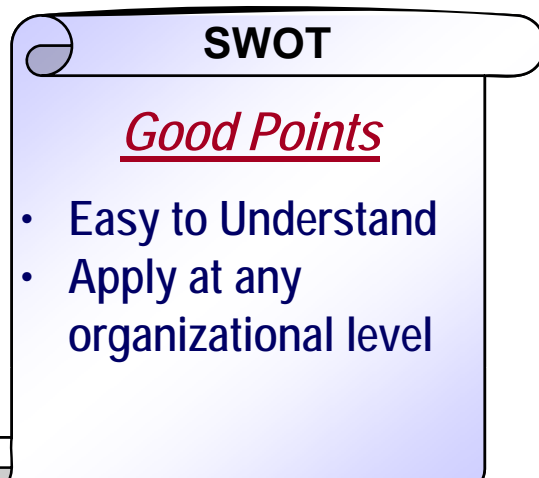 SWOT
Good Points
• Easy to Understand
• Apply at any
organizational level